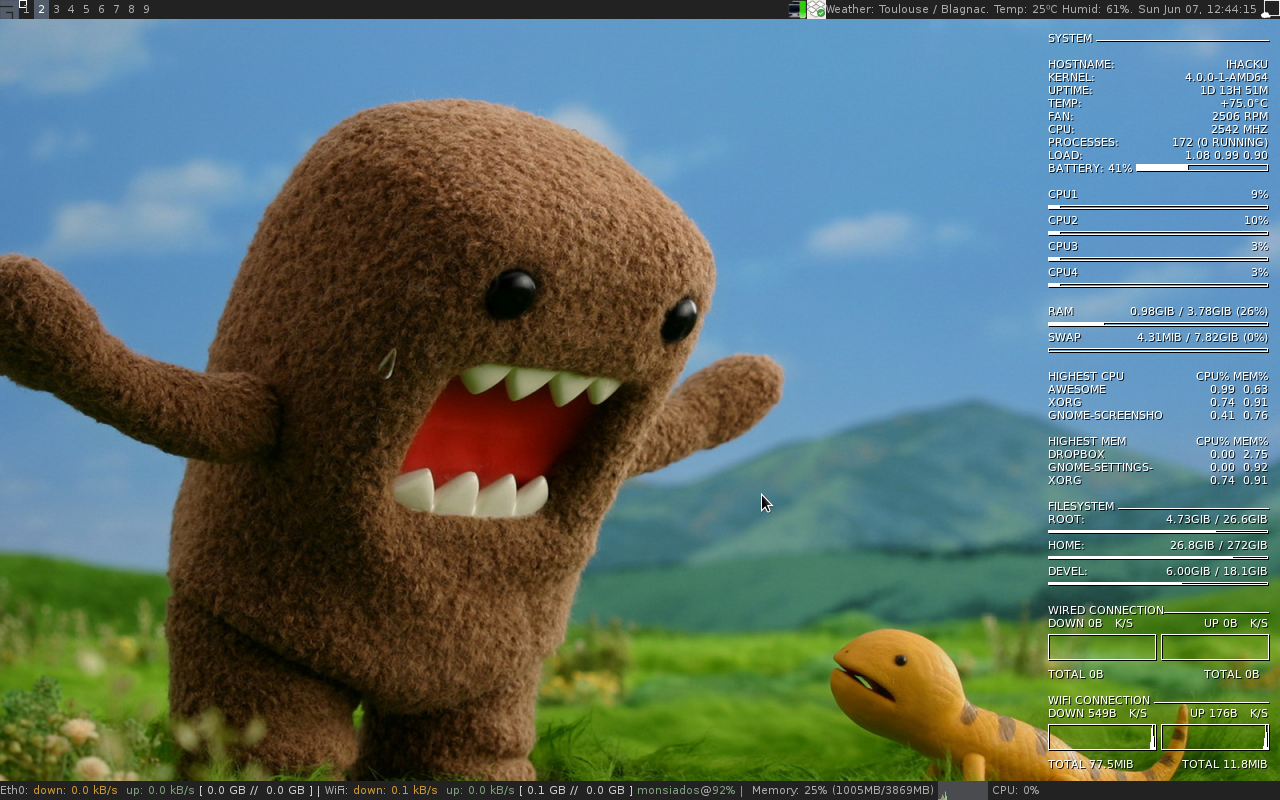 1 2 3 4 5 6 7 8 9
Weather: Toulouse / Blagnac. Temp: 25ºC Humid: 61%. Sun Jun 07, 12:44:15
SYSTEM
HOSTNAME: IHACKU
KERNEL: 4.0.0-1-AMD64
UPTIME: 1D 13H 51M
TEMP: +75.0°C
FAN: 2506 RPM
CPU: 2542 MHZ
PROCESSES: 172 (0 RUNNING)
LOAD: 1.08 0.99 0.90
BATTERY: 41%
CPU1 9%
CPU2 10%
CPU3 3%
CPU4 3%
RAM 0.98GIB / 3.78GIB (26%)
SWAP 4.31MIB / 7.82GIB (0%)
HIGHEST CPU CPU% MEM%
AWESOME 0.99 0.63
XORG 0.74 0.91
GNOME-SCREENSHO 0.41 0.76
HIGHEST MEM CPU% MEM%
DROPBOX 0.00 2.75
GNOME-SETTINGS- 0.00 0.92
XORG 0.74 0.91
FILESYSTEM
ROOT: 4.73GIB / 26.6GIB
HOME: 26.8GIB / 272GIB
DEVEL: 6.00GIB / 18.1GIB
WIRED CONNECTION
DOWN 0B K/S UP 0B K/S
TOTAL 0B TOTAL 0B
WIFI CONNECTION
DOWN 549B K/S UP 176B K/S
TOTAL 77.5MIB TOTAL 11.8MIB
Eth0: down: 0.0 kB/s up: 0.0 kB/s [ 0.0 GB // 0.0 GB ] | WiFi: down: 0.1 kB/s up: 0.0 kB/s [ 0.1 GB // 0.0 GB ] monsiados@92% | Memory: 25% (1005MB/3869MB) CPU: 0%